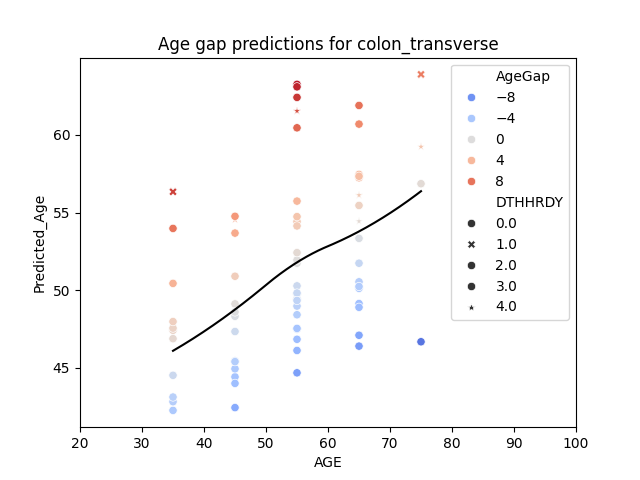 Age gap predictions for colon_transverse
Predicted_Age
60
55
50
45
20 30 40 50 60 70 80 90 100
AGE
AgeGap
−8
−4
0
4
8
DTHHRDY
0.0
1.0
2.0
3.0
4.0